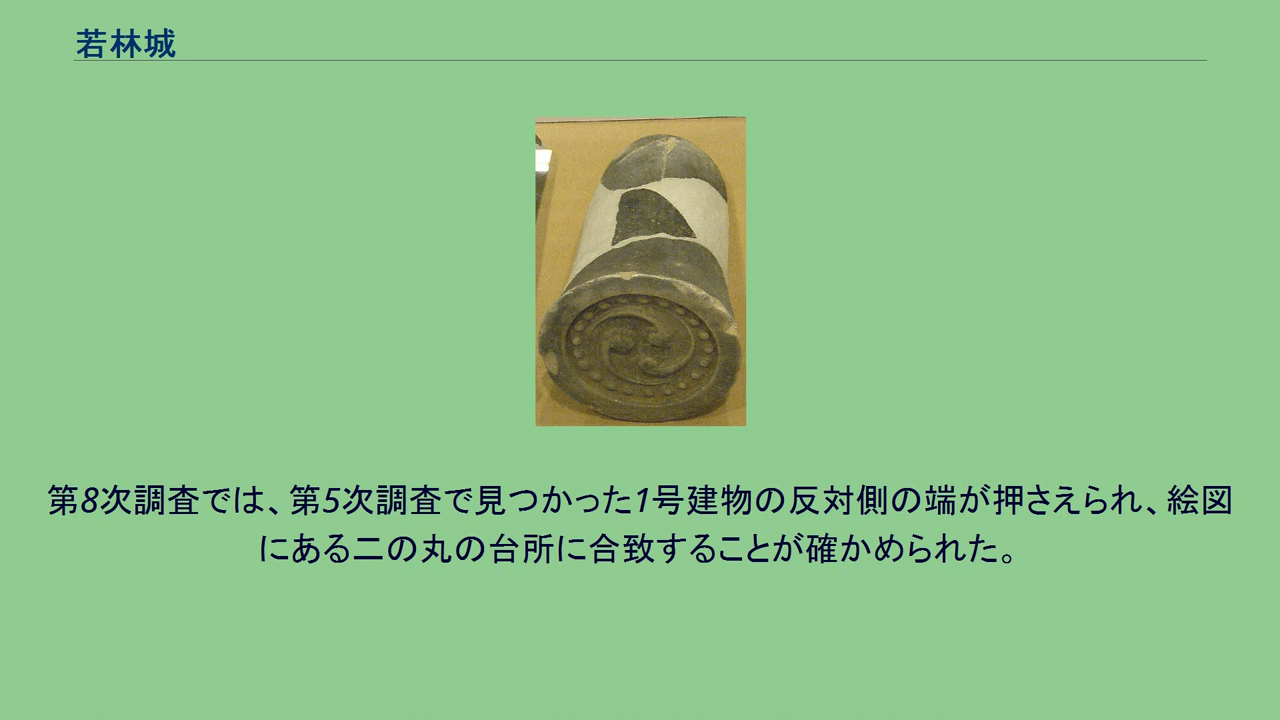 若林城
第8次調査では、第5次調査で見つかった1号建物の反対側の端が押さえられ、絵図
にある二の丸の台所に合致することが確かめられた。